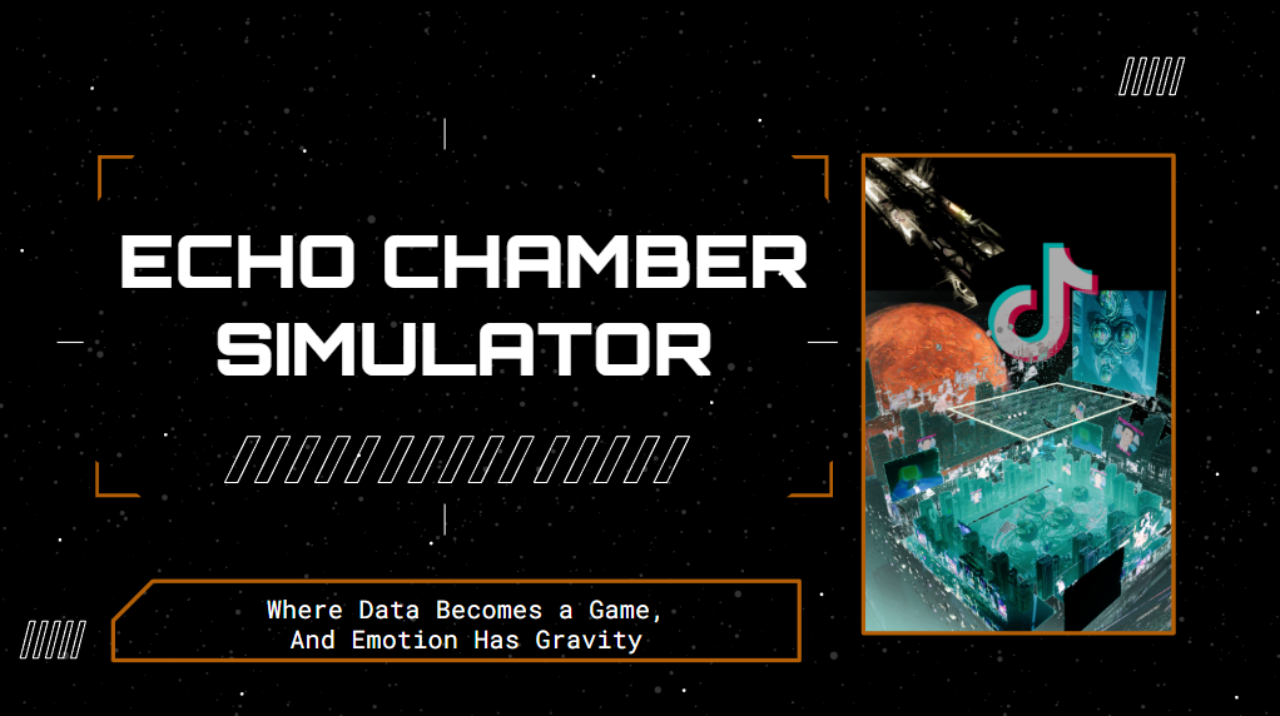 ECHO CHAMBER
SIMULATOR
Where Data Becomes a Game,
And Emotion Has Gravity